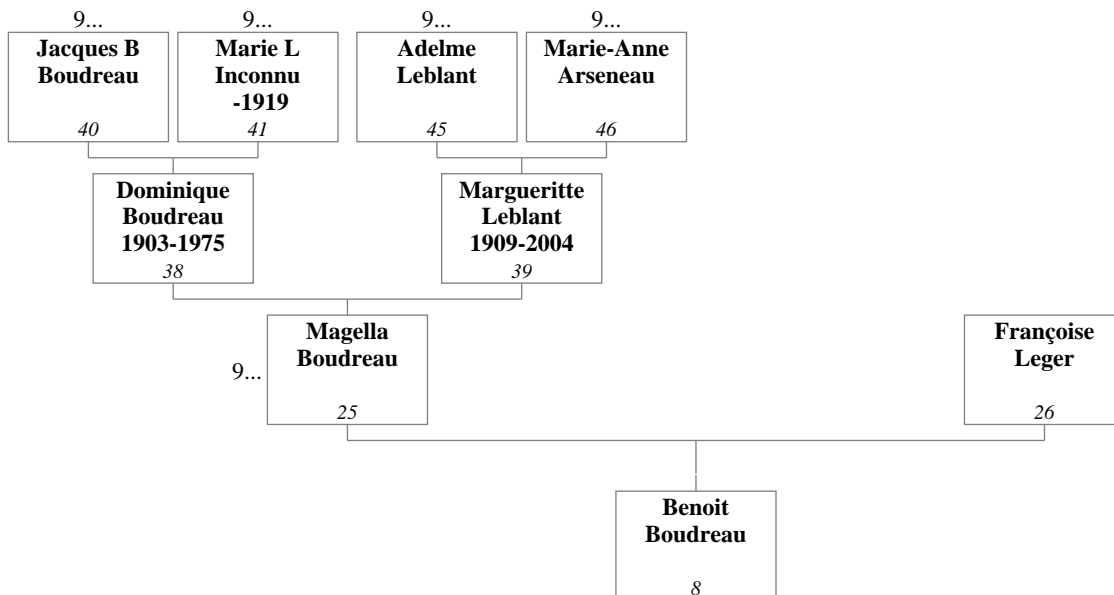 9...
9...
9...
9...
Jacques B
Boudreau
40
Marie L
Inconnu
-1919
41
Adelme
Leblant
45
Marie-Anne
Arseneau
46
Dominique
Boudreau
1903-1975
38
Margueritte
Leblant
1909-2004
39
9...
Magella
Boudreau
25
Françoise
Leger
26
Benoit
Boudreau
8